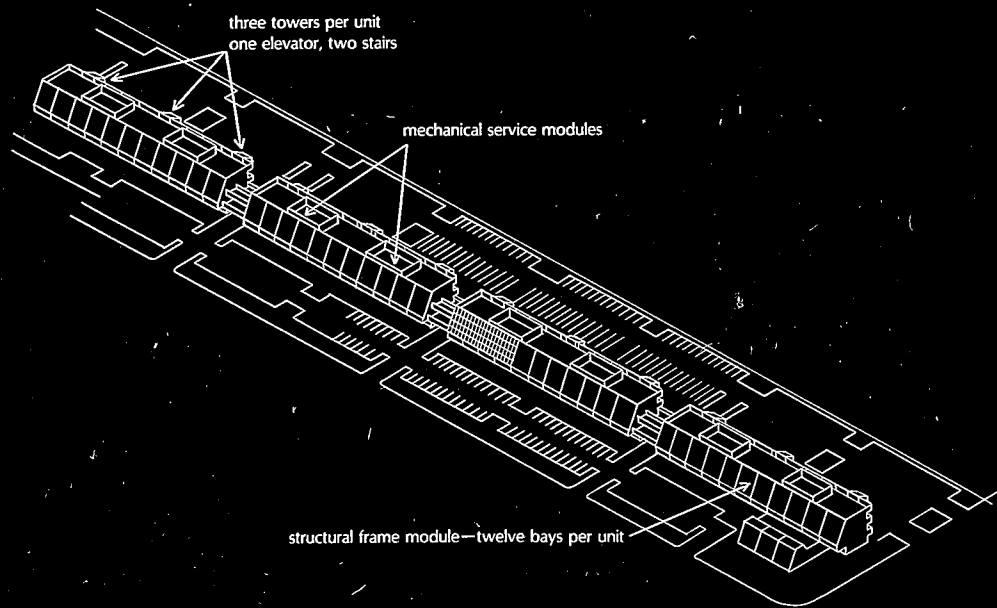 three towers per unit
one elevator, two stairs
mechanical service modules
structural frame module—twelve bays per unit